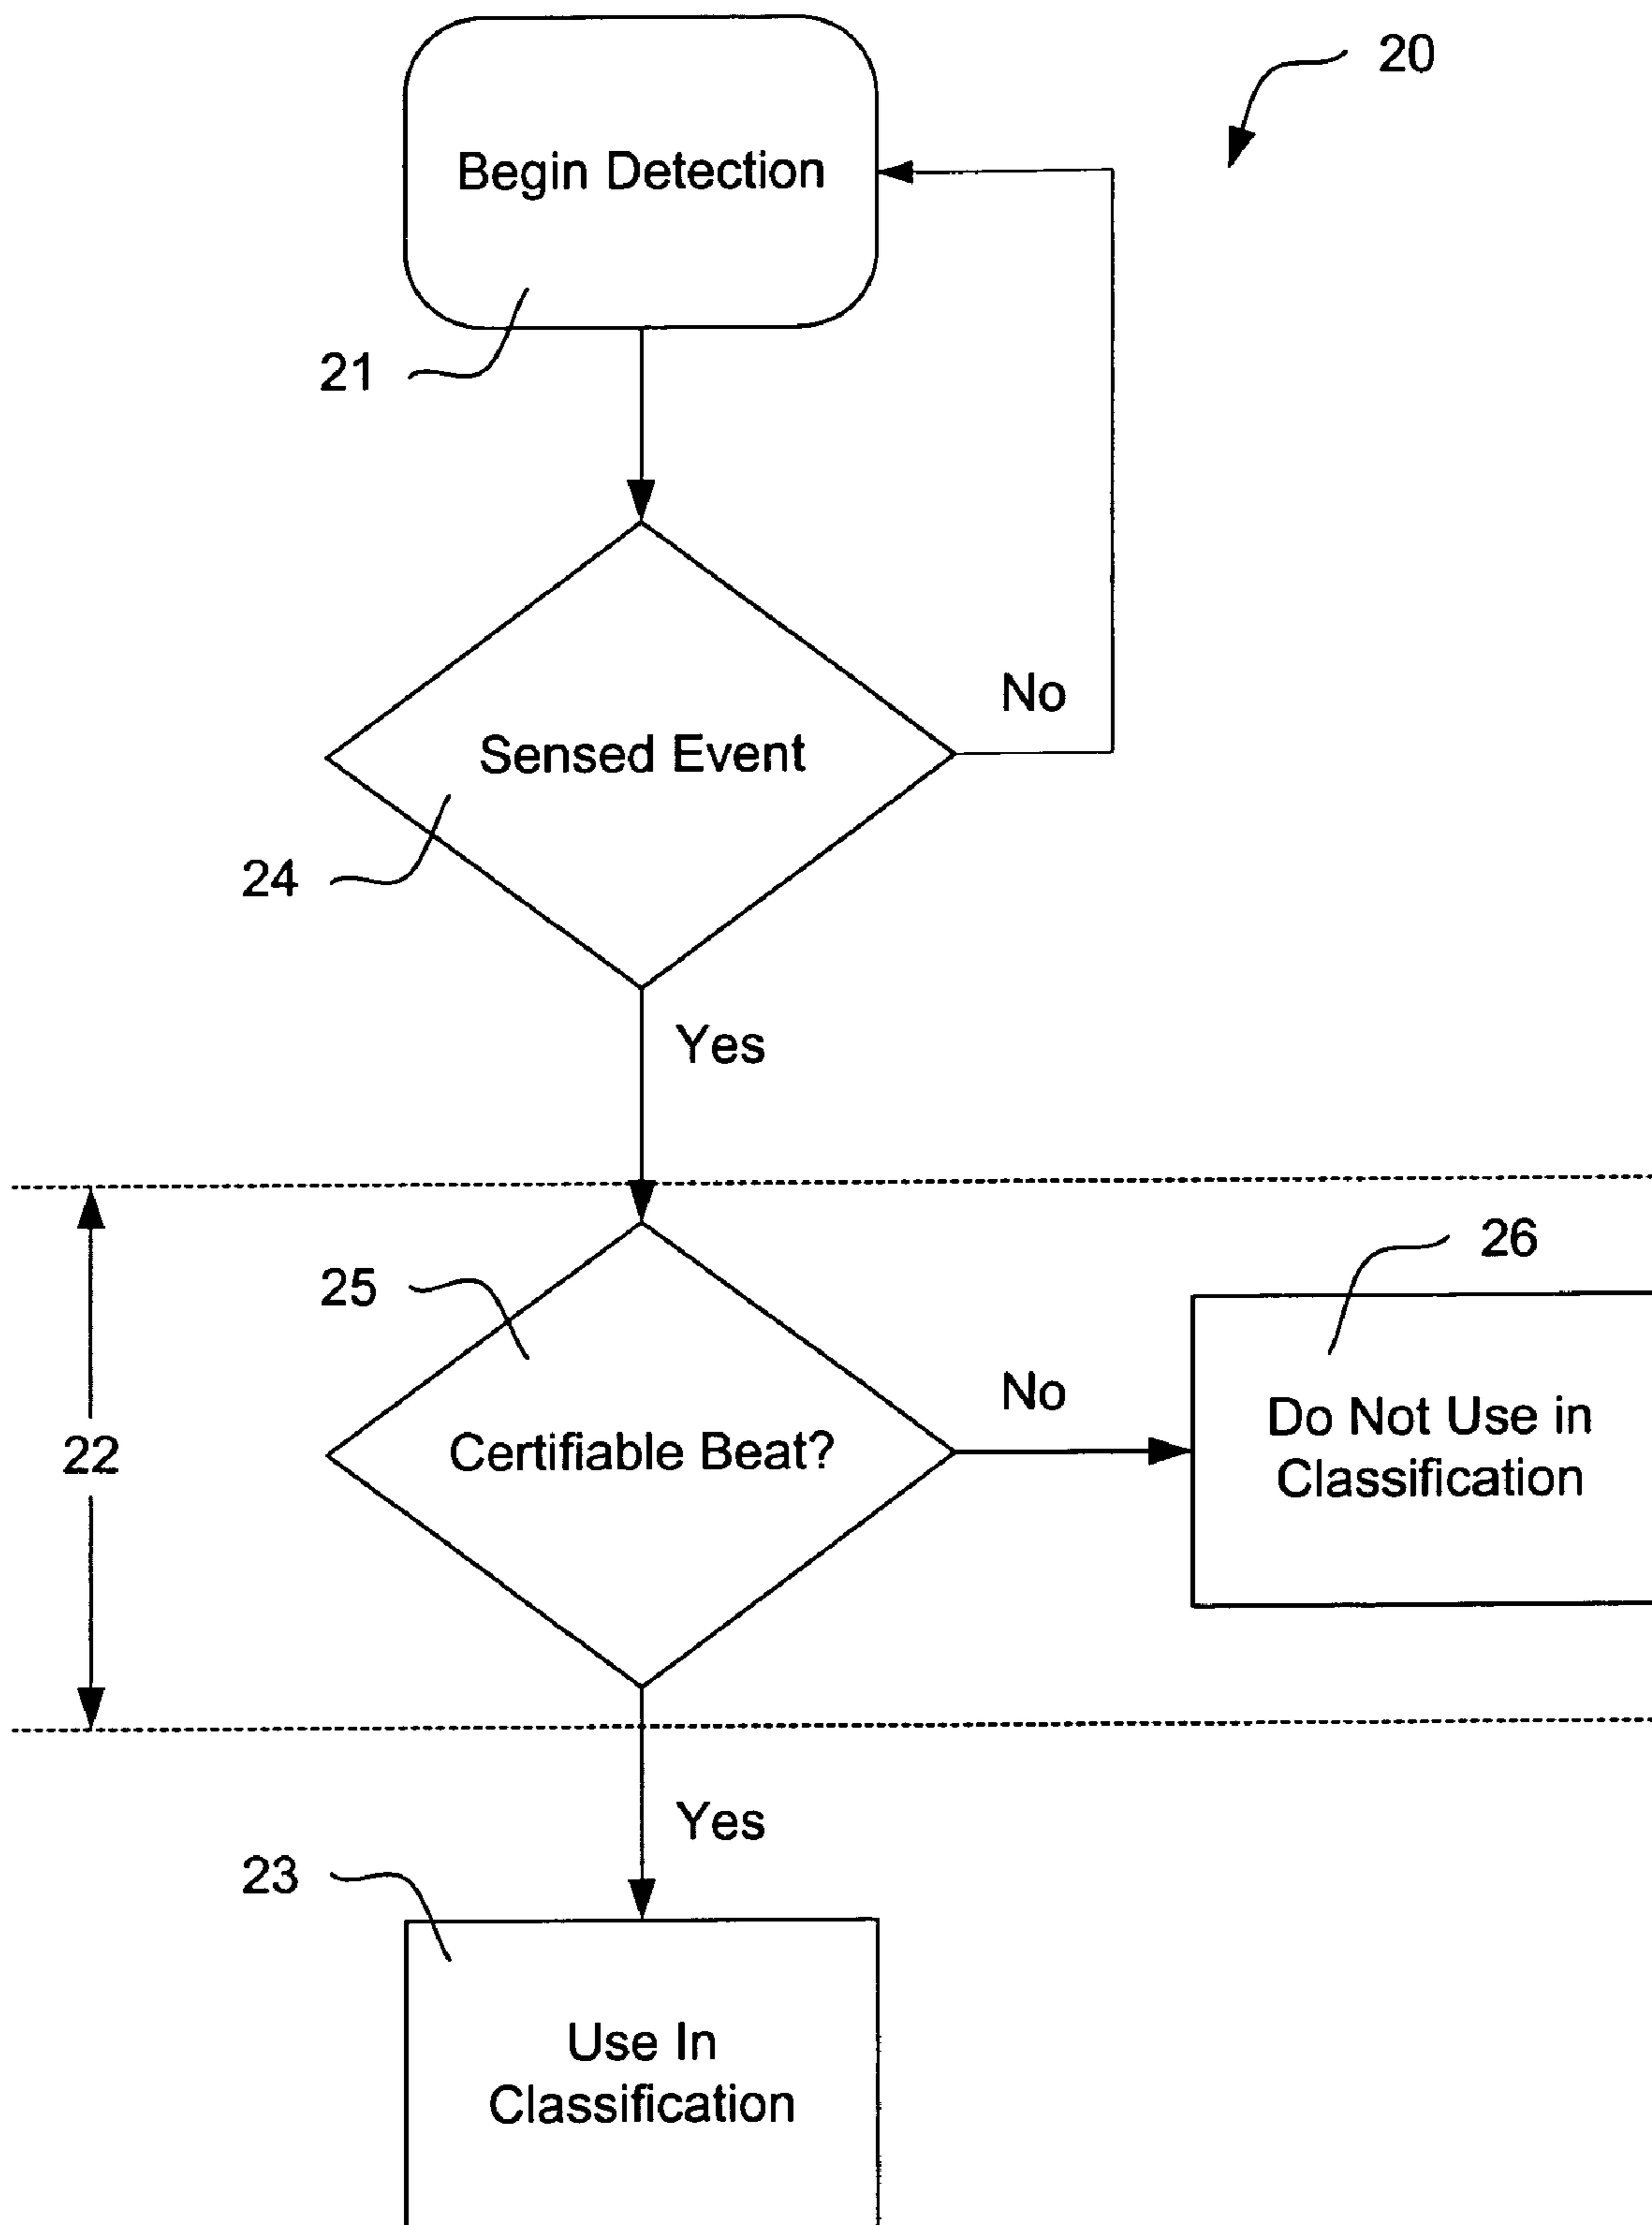 20
Begin Detection
21
No
Sensed Event
24
Yes
26
25
No
Do Not Use in
Classification
22
Certifiable Beat?
Yes
23
Use In
Classification